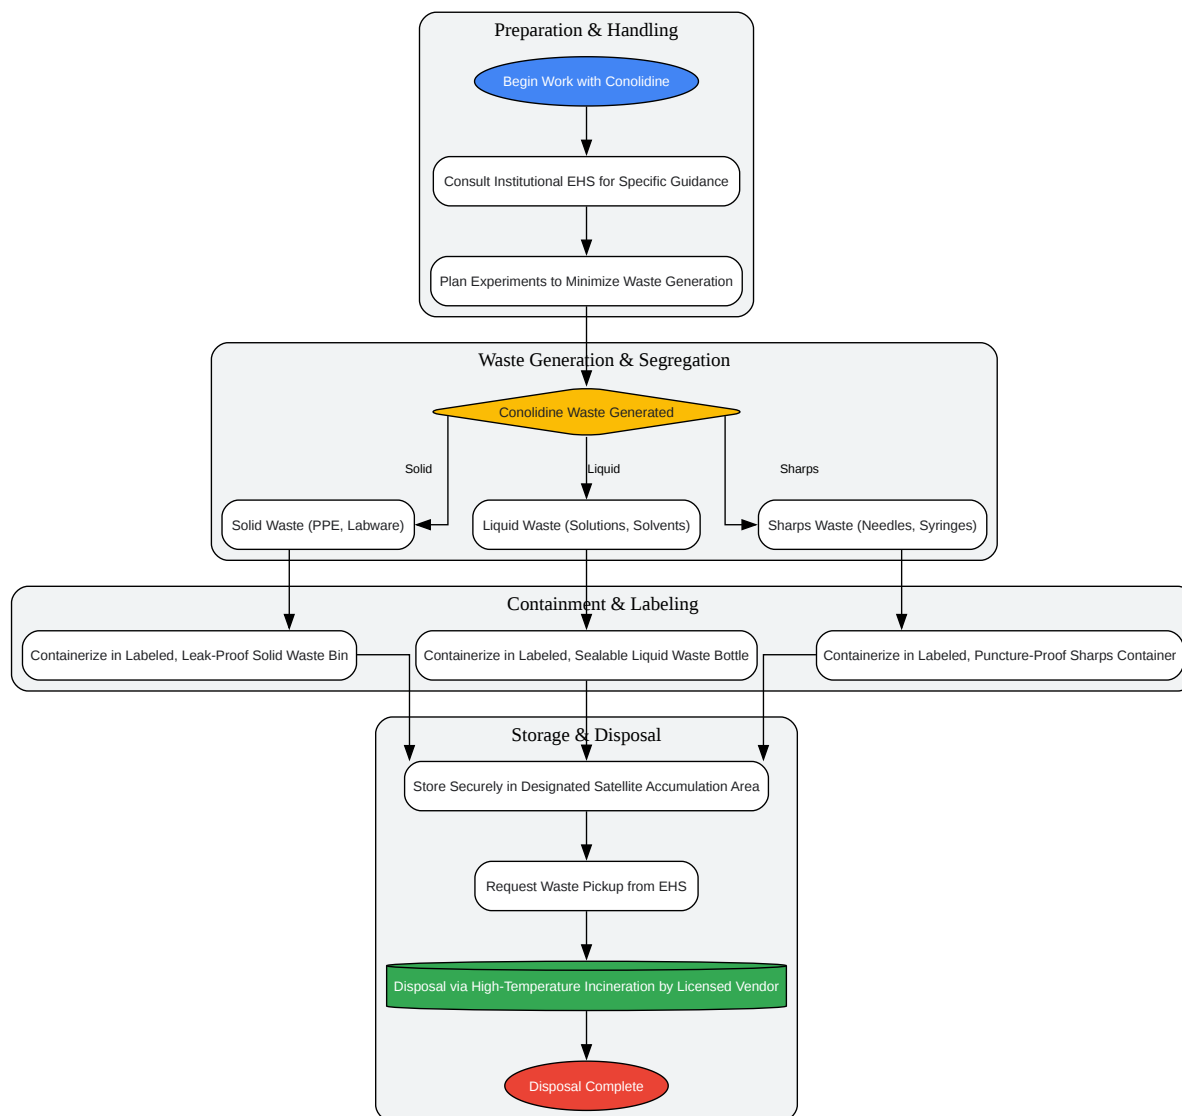 Preparation & Handling
Begin Work with Conolidine
Consult Institutional EHS for Specific Guidance
Plan Experiments to Minimize Waste Generation
Waste Generation & Segregation
Conolidine Waste Generated
Solid
Liquid
Sharps
Solid Waste (PPE, Labware)
Liquid Waste (Solutions, Solvents)
Sharps Waste (Needles, Syringes)
Containment & Labeling
Containerize in Labeled, Leak-Proof Solid Waste Bin
Containerize in Labeled, Sealable Liquid Waste Bottle
Containerize in Labeled, Puncture-Proof Sharps Container
Storage & Disposal
Store Securely in Designated Satellite Accumulation Area
Request Waste Pickup from EHS
Disposal via High-Temperature Incineration by Licensed Vendor
Disposal Complete